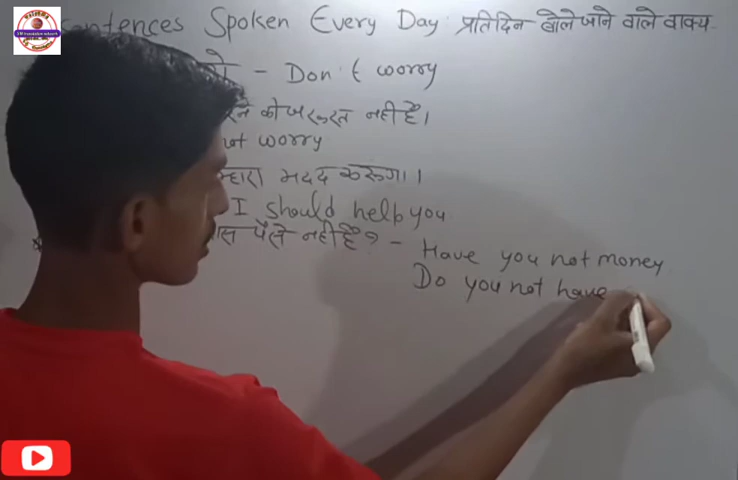 Sentences Spoken Every Day प्रतिदिन बोले जाने वाले वाक्य
- Don't worry
की जरूरत नहीं है।
not worry
मदद करूंगा।
I should help you
पैसे नहीं है? - Have you not money
Do you not have